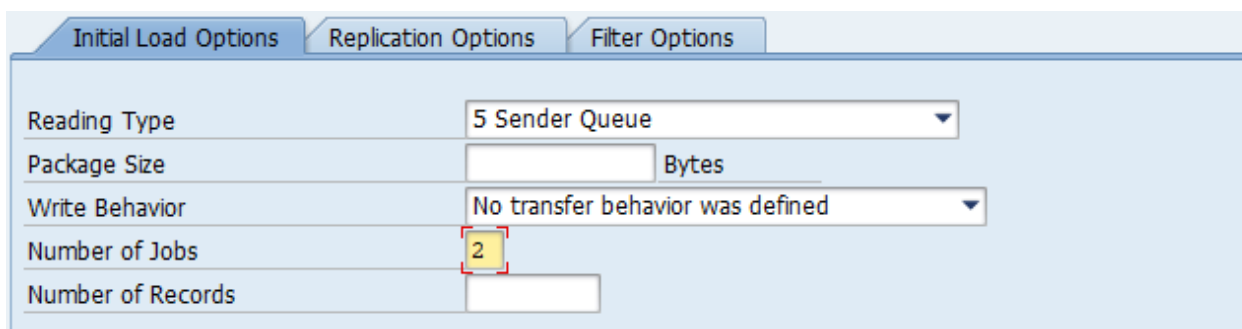 Initial Load Options Replication Options Filter Options
Reading Type 5 Sender Queue
Package Size Bytes
Write Behavior No transfer behavior was defined
Number of Jobs 2
Number of Records